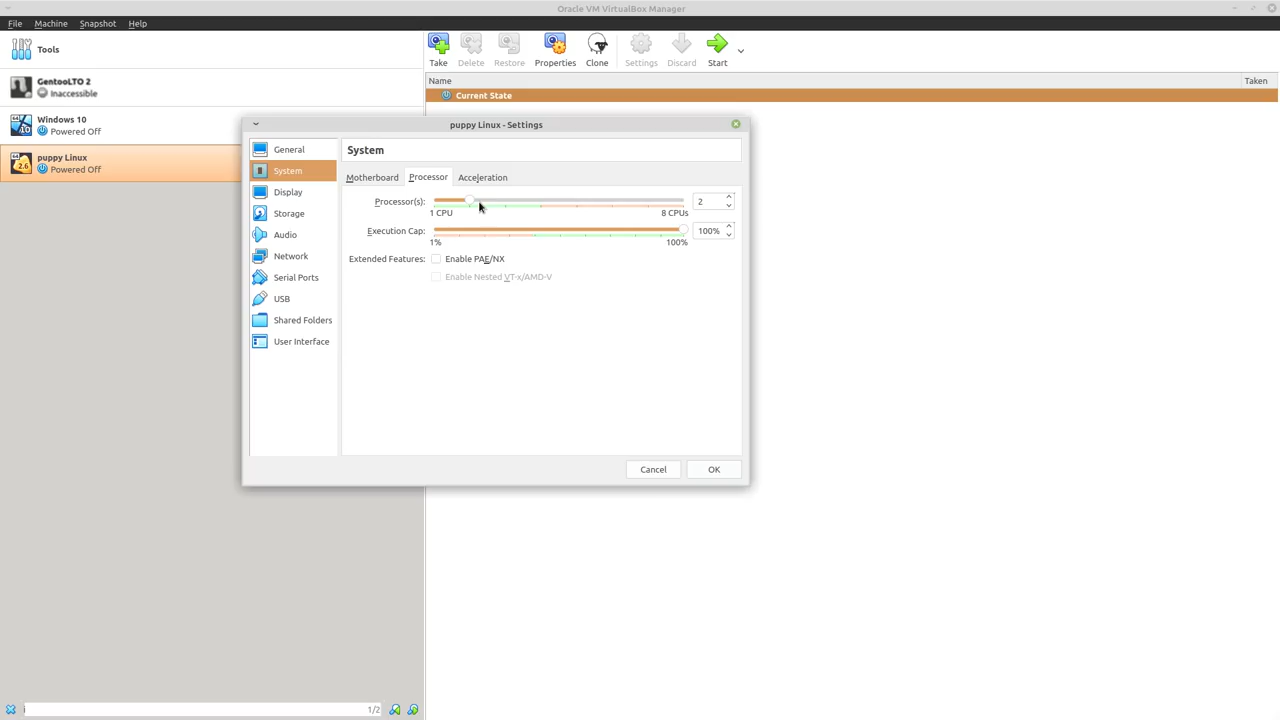 Oracle VM VirtualBox Manager
File Machine Snapshot Help
Tools
Take Delete Restore Properties Clone Settings Discard Start
Name Taken
Current State
GentooLTO 2
Inaccessible
Windows 10
Powered Off
puppy Linux
Powered Off
puppy Linux - Settings
General
System
Display
Storage
Audio
Network
Serial Ports
USB
Shared Folders
User Interface
System
Motherboard Processor Acceleration
Processor(s): 2
1 CPU 8 CPUs
Execution Cap: 100%
1% 100%
Extended Features: Enable PAE/NX
Enable Nested VT-x/AMD-V
Cancel OK
1/2